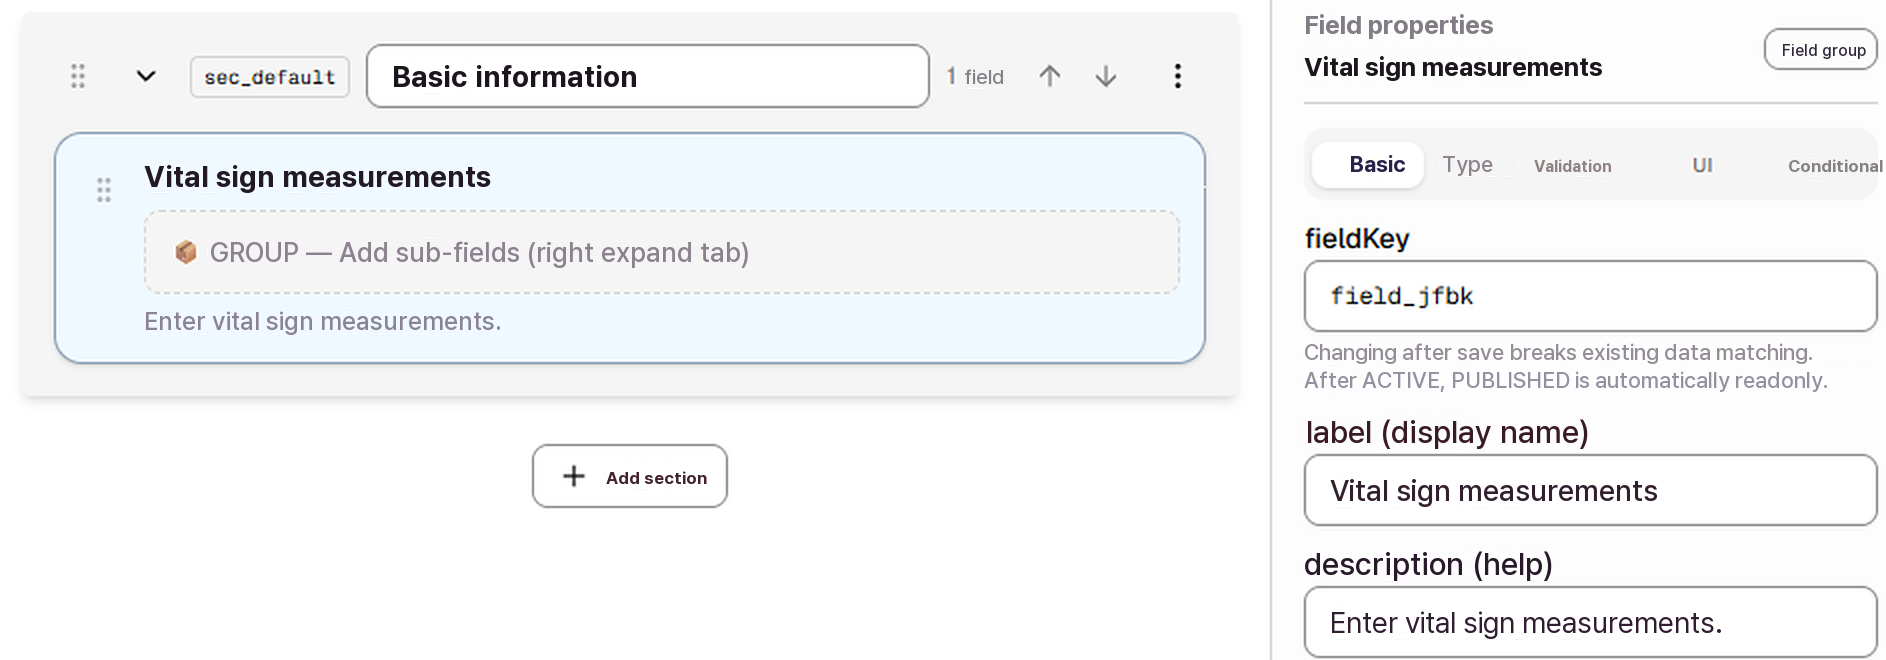 sec_default
Basic information
1 field
Vital sign measurements
GROUP — Add sub-fields (right expand tab)
Enter vital sign measurements.
Add section
Field properties
Vital sign measurements
Field group
Basic
Type
Validation
UI
Conditional
fieldKey
field_jfbk
Changing after save breaks existing data matching.
After ACTIVE, PUBLISHED is automatically readonly.
label (display name)
Vital sign measurements
description (help)
Enter vital sign measurements.